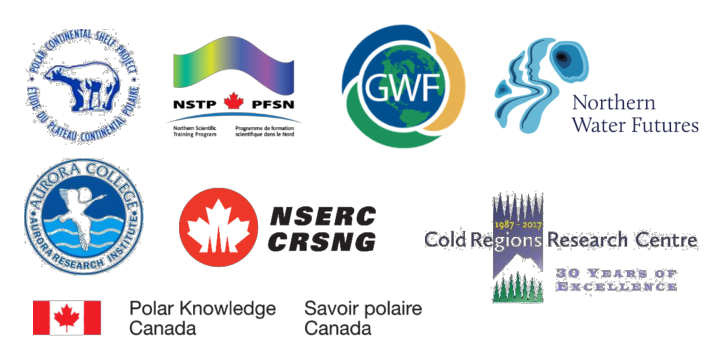 POLAR CONTINENTAL SHELF PROJECT
ÉTUDE DU PLATEAU CONTINENTAL POLAIRE
NSTP PFSN
Northern Scientific
Training Program
Programme de formation
scientifique dans le Nord
GWF
Northern
Water Futures
AURORA COLLEGE
AURORA RESEARCH INSTITUTE
NSERC
CRSNG
1987 - 2017
Cold Regions Research Centre
30 YEARS OF
EXCELLENCE
Polar Knowledge
Canada
Savoir polaire
Canada